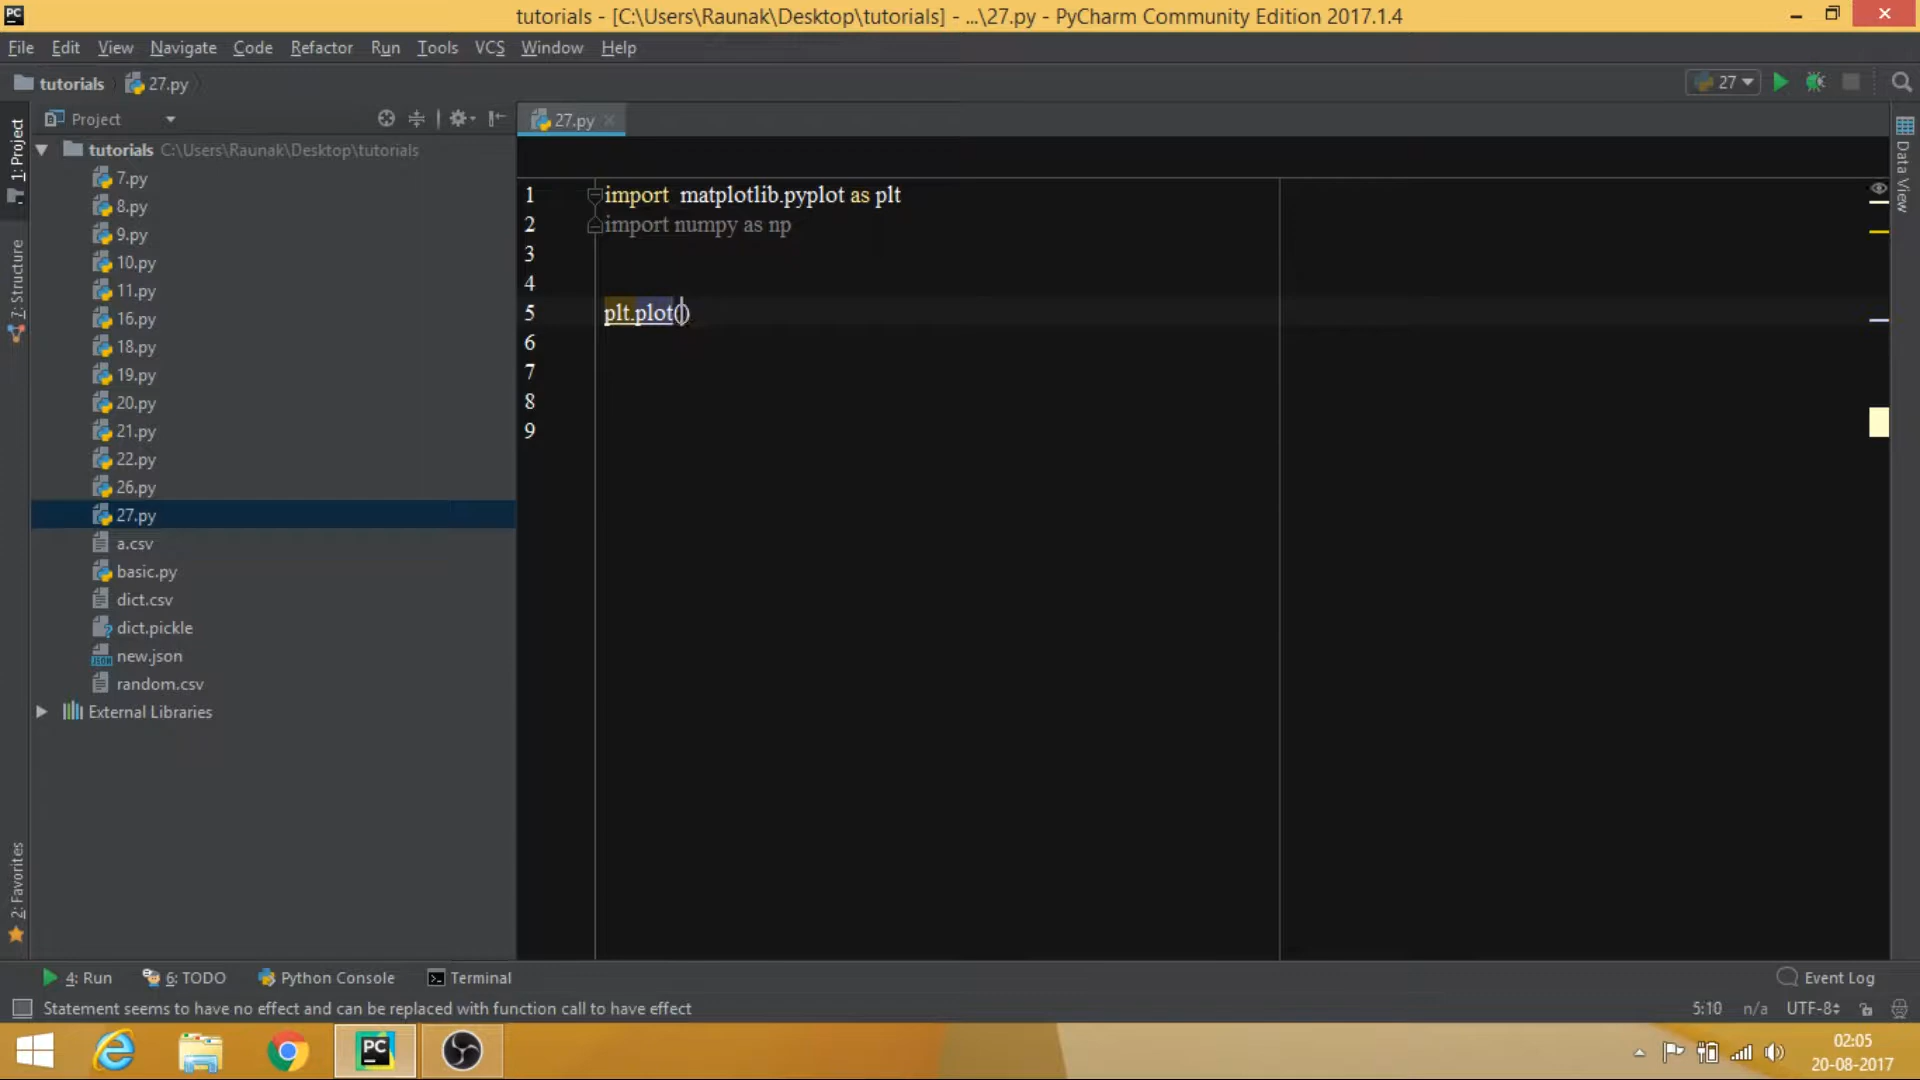 PC
tutorials - [C:\Users\Raunak\Desktop\tutorials] - ...\27.py - PyCharm Community Edition 2017.1.4
File Edit View Navigate Code Refactor Run Tools VCS Window Help
tutorials 27.py
27
Project
27.py
1: Project
7: Structure
2: Favorites
Data View
tutorials C:\Users\Raunak\Desktop\tutorials
7.py
8.py
9.py
10.py
11.py
16.py
18.py
19.py
20.py
21.py
22.py
26.py
27.py
a.csv
basic.py
dict.csv
dict.pickle
new.json
random.csv
External Libraries
1 import matplotlib.pyplot as plt
2 import numpy as np
3
4
5 plt.plot()
6
7
8
9
4: Run 6: TODO Python Console Terminal Event Log
Statement seems to have no effect and can be replaced with function call to have effect 5:10 n/a UTF-8
PC
02:05
20-08-2017